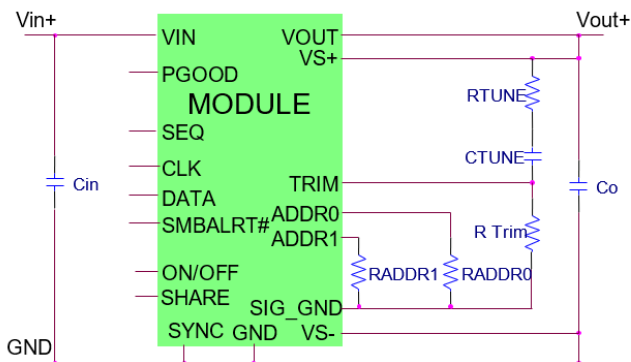 Vin+
Vout+
VIN
VOUT
VS+
PGOOD
RTUNE
MODULE
SEQ
CTUNE
CLK
TRIM
Cin
DATA
Co
ADDR0
SMBALRT#
R Trim
ADDR1
ON/OFF
RADDR1
RADDR0
SHARE
SIG_GND
SYNC
GND
VS-
GND